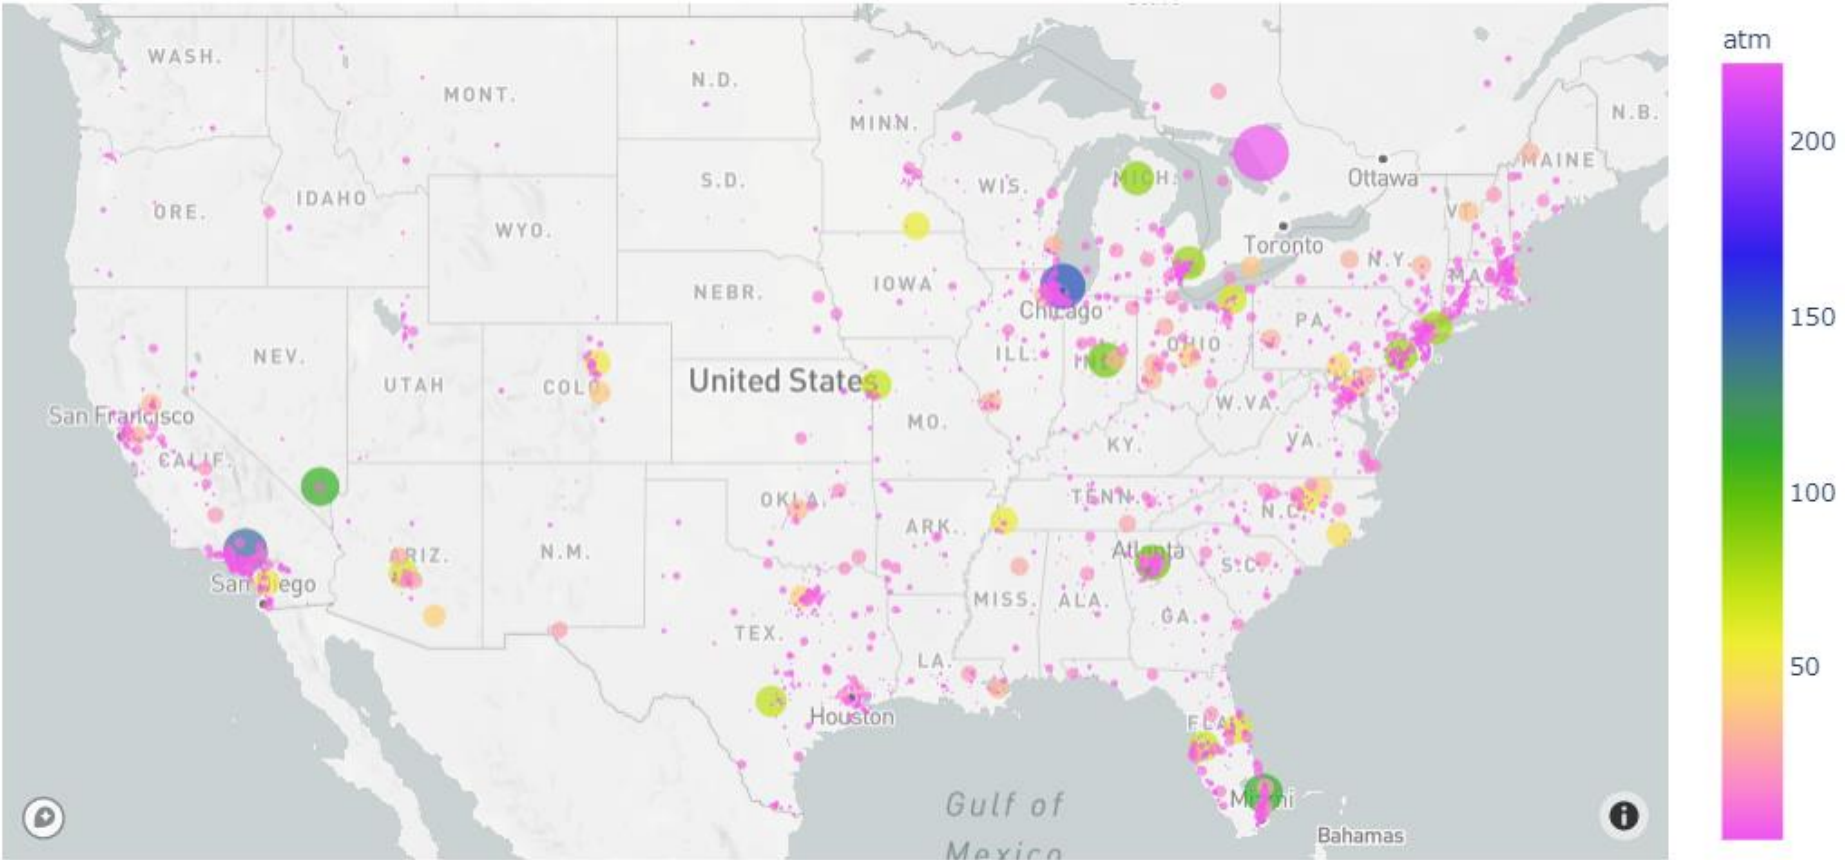 atm
200
150
100
50
WASH.
MONT.
N.D.
MINN.
N.B.
MAINE
Ottawa
S.D.
WIS.
MICH.
ORE.
IDAHO
WYO.
VT.
Toronto
N.Y.
IOWA
NEBR.
Chicago
PA.
NEV.
UTAH
COLO
United States
ILL.
OHIO
San Francisco
CALIF.
MO.
KY.
W.VA.
VA.
OKLA.
ARK.
TENN.
N.C.
ARIZ.
N.M.
Atlanta
S.C.
San Diego
MISS.
ALA.
GA.
TEX.
LA.
Houston
FLA.
Miami
Gulf of
Mexico
Bahamas
i